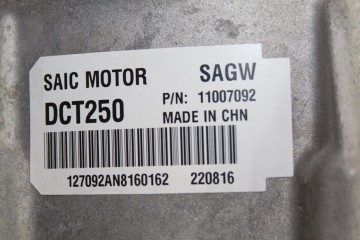 SAIC MOTOR SAGW
DCT250 P/N: 11007092
MADE IN CHN
127092AN8160162 220816